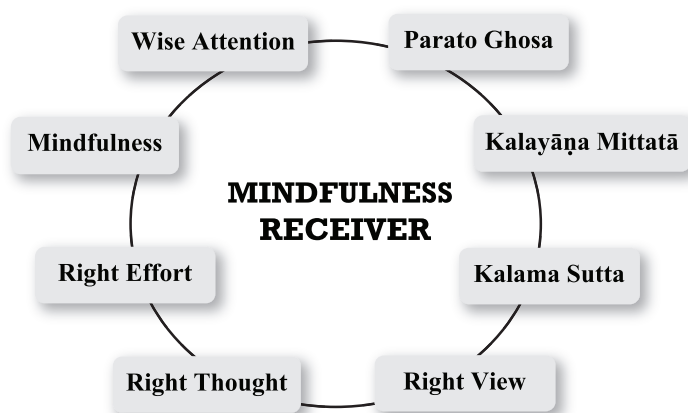 Wise Attention
Parato Ghosa
Mindfulness
Kalayāṇa Mittatā
MINDFULNESS
RECEIVER
Right Effort
Kalama Sutta
Right Thought
Right View